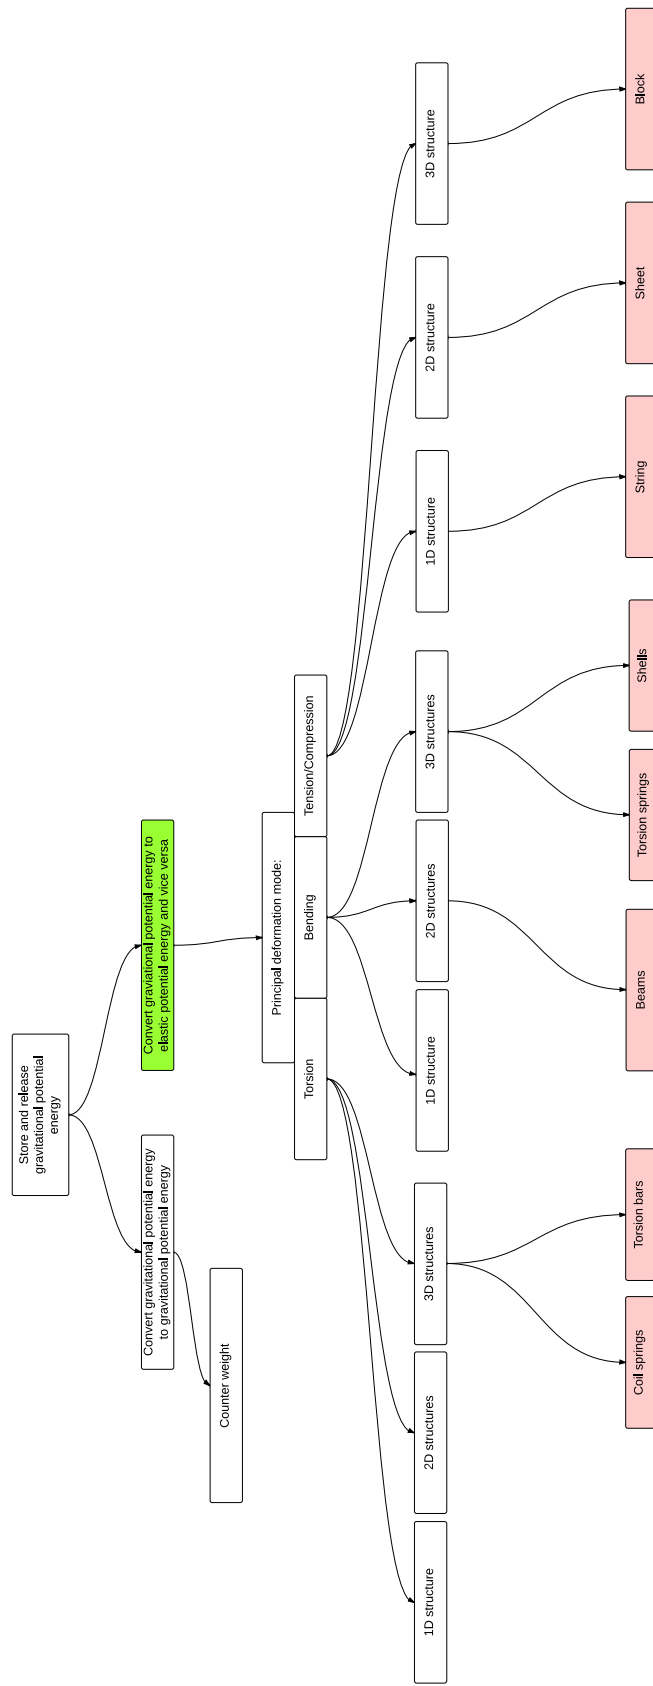 Store and release
gravitational potential
energy
Convert gravitational potential energy
to gravitational potential energy
Convert graviational potential energy to
elastic potential energy and vice versa
Counter weight
Principal deformation mode:
Torsion
Bending
Tension/Compression
1D structure
2D structures
3D structures
1D structure
2D structures
3D structures
1D structure
2D structure
3D structure
Coil springs
Torsion bars
Beams
Torsion springs
Shells
String
Sheet
Block